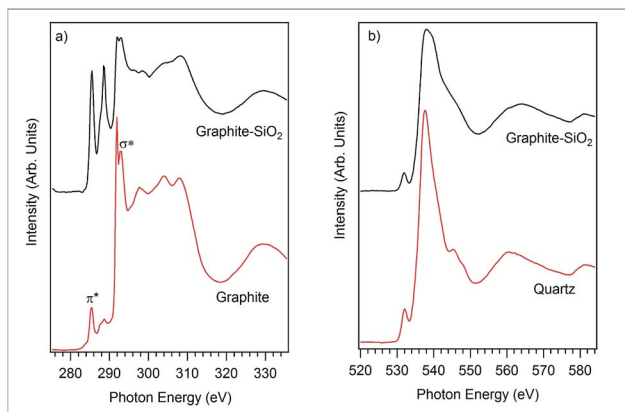 a)
Graphite-SiO₂
σ*
π*
Graphite
Intensity (Arb. Units)
280 290 300 310 320 330
Photon Energy (eV)
b)
Graphite-SiO₂
Quartz
Intensity (Arb. Units)
520 530 540 550 560 570 580
Photon Energy (eV)